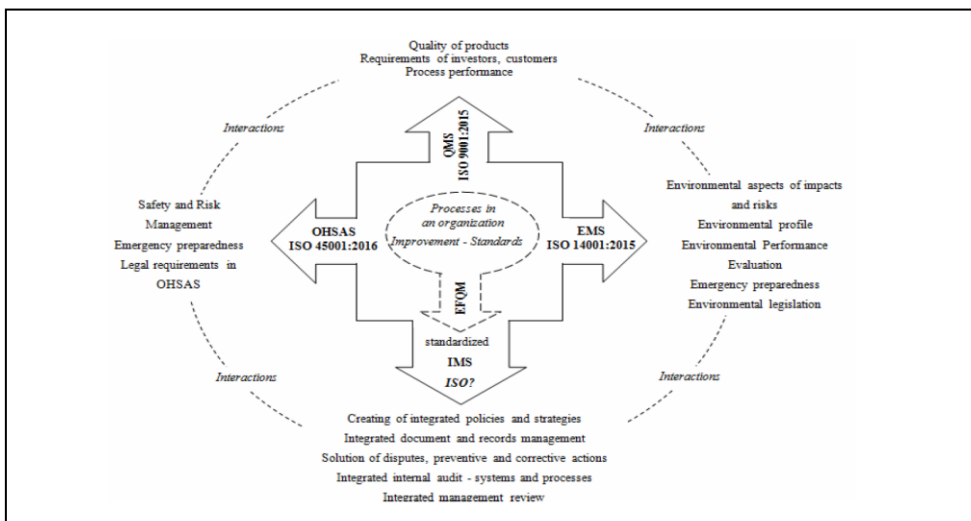 Quality of products
Requirements of investors, customers
Process performance
Interactions
Interactions
QMS
ISO 9001:2015
Safety and Risk
Management
Emergency preparedness
Legal requirements in
OHSAS
OHSAS
ISO 45001:2016
Processes in
an organization
Improvement - Standards
EMS
ISO 14001:2015
Environmental aspects of impacts
and risks
Environmental profile
Environmental Performance
Evaluation
Emergency preparedness
Environmental legislation
EFQM
standardized
IMS
ISO?
Interactions
Interactions
Creating of integrated policies and strategies
Integrated document and records management
Solution of disputes, preventive and corrective actions
Integrated internal audit - systems and processes
Integrated management review